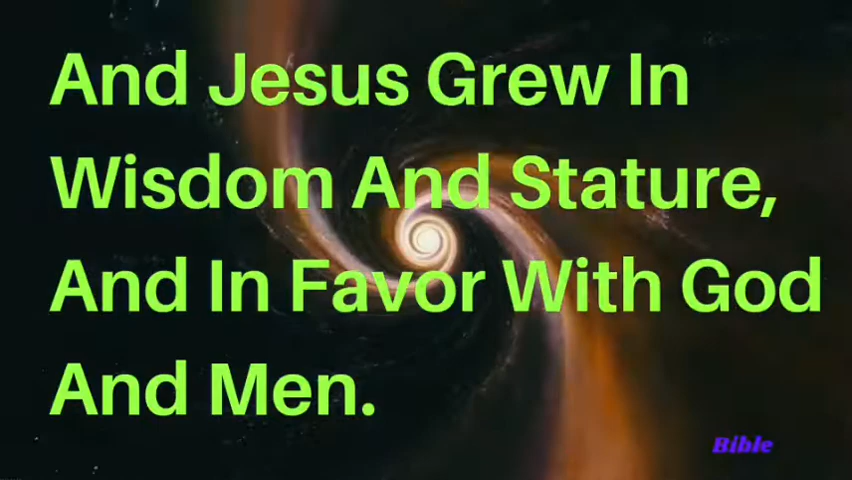 And Jesus Grew In
Wisdom And Stature,
And In Favor With God
And Men.
Bible